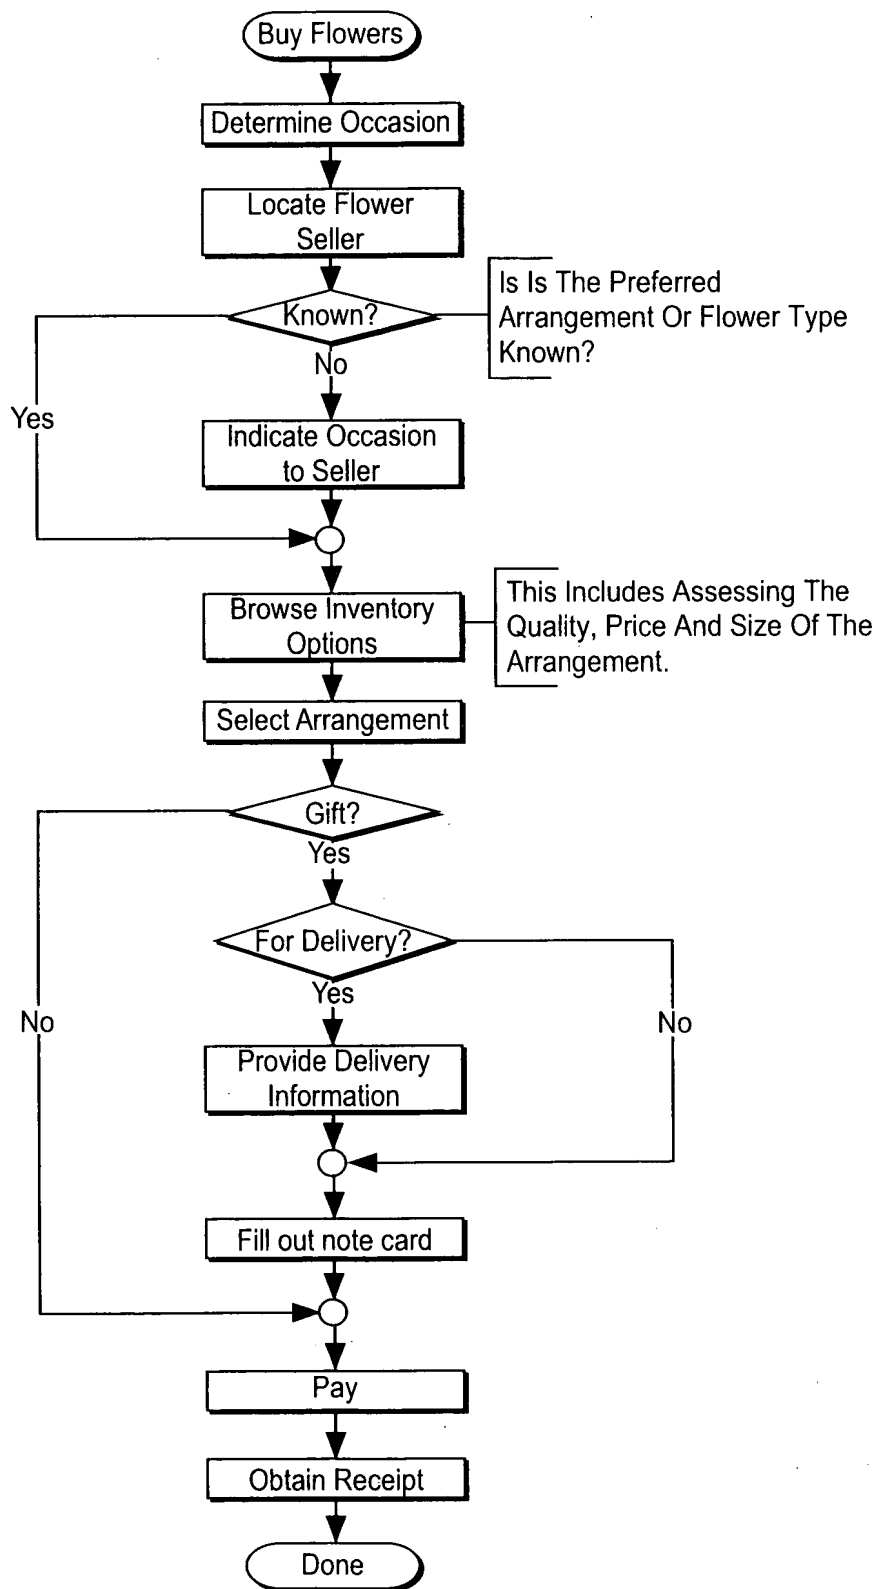 Buy Flowers
Determine Occasion
Locate Flower
Seller
Known?
Is Is The Preferred
Arrangement Or Flower Type
Known?
No
Yes
Indicate Occasion
to Seller
Browse Inventory
Options
This Includes Assessing The
Quality, Price And Size Of The
Arrangement.
Select Arrangement
Gift?
Yes
For Delivery?
Yes
No
No
Provide Delivery
Information
Fill out note card
Pay
Obtain Receipt
Done